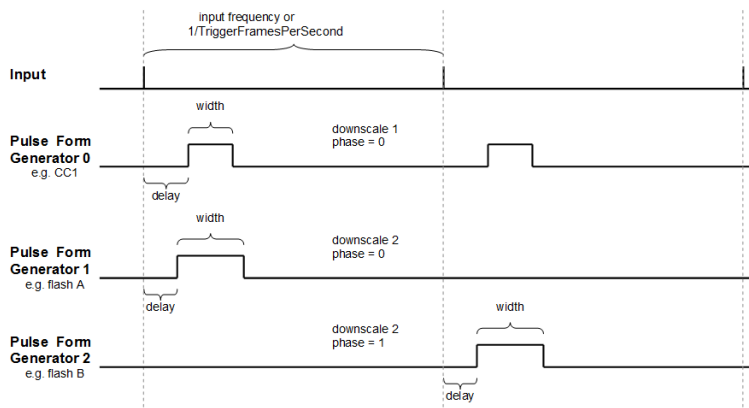 input frequency or
1/TriggerFramesPerSecond
Input
width
Pulse Form
Generator 0
e.g. CC1
downscale 1
phase = 0
delay
width
Pulse Form
Generator 1
e.g. flash A
downscale 2
phase = 0
delay
width
Pulse Form
Generator 2
e.g. flash B
downscale 2
phase = 1
delay